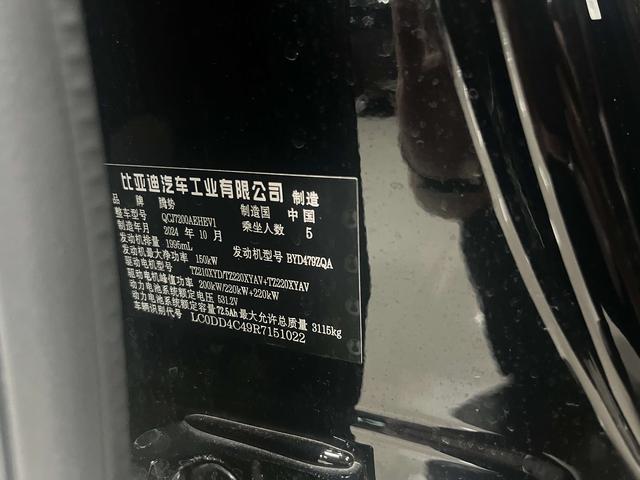 比亚迪汽车工业有限公司 制造
品牌 腾势 制造国 中国
整车型号 QCJ7200AEHEV1 乘坐人数 5
制造年月 2024 年 10 月
发动机排量 1995mL 发动机型号 BYD479ZQA
发动机最大净功率 150kW
驱动电机型号 TZ210XYD/TZ220XYAV+TZ220XYAV
驱动电机峰值功率 200kW/220kW+220kW
动力电池系统额定电压 531.2V
动力电池系统额定容量 72.5Ah 最大允许总质量 3115kg
车辆识别代号 LC0DD4C49R7151022